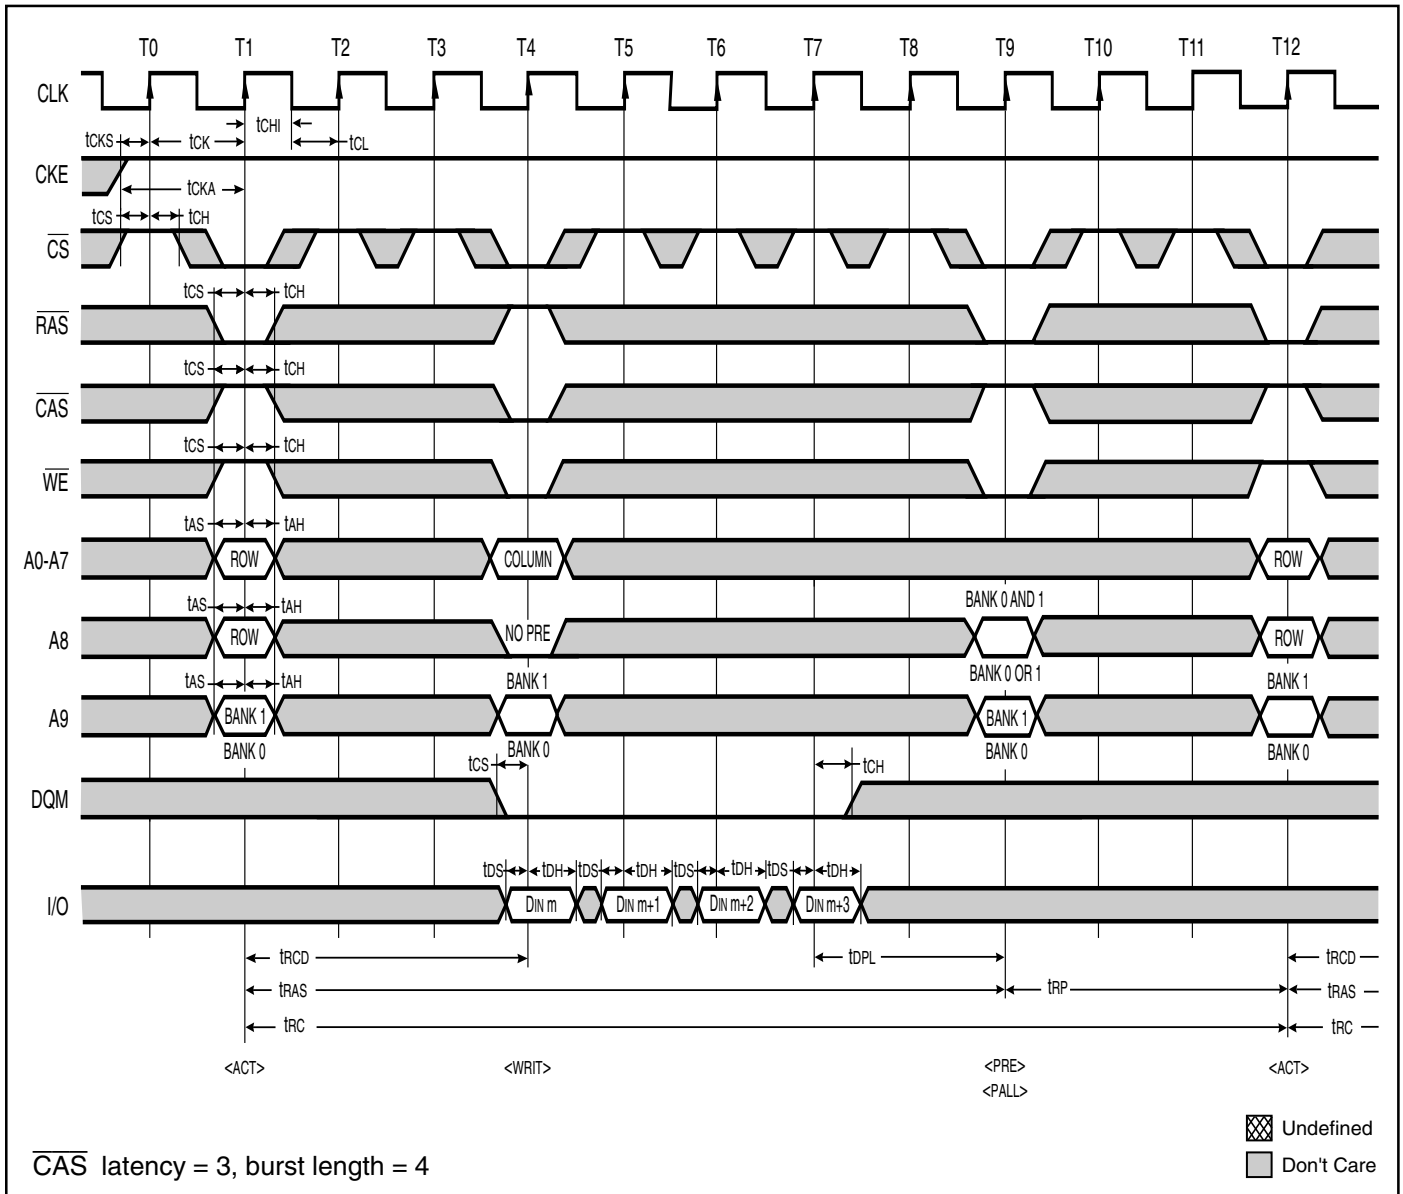 T0 T1 T2 T3 T4 T5 T6 T7 T8 T9 T10 T11 T12
CLK
tCHI
tCKS tCK tCL
CKE
tCKA
tCS tCH
CS
tCS tCH
RAS
tCS tCH
CAS
tCS tCH
WE
tAS tAH
A0-A7 ROW COLUMN ROW
tAS tAH BANK 0 AND 1
A8 ROW NO PRE ROW
BANK 0 OR 1
tAS tAH BANK 1 BANK 1
A9 BANK 1 BANK 1
BANK 0 BANK 0 BANK 0 BANK 0
tCS tCH
DQM
tDS tDH tDS tDH tDS tDH tDS tDH
I/O DIN m DIN m+1 DIN m+2 DIN m+3
tRCD tDPL tRCD
tRAS tRP tRAS
tRC tRC
<ACT> <WRIT> <PRE> <ACT>
<PALL>
Undefined
CAS latency = 3, burst length = 4
Don't Care